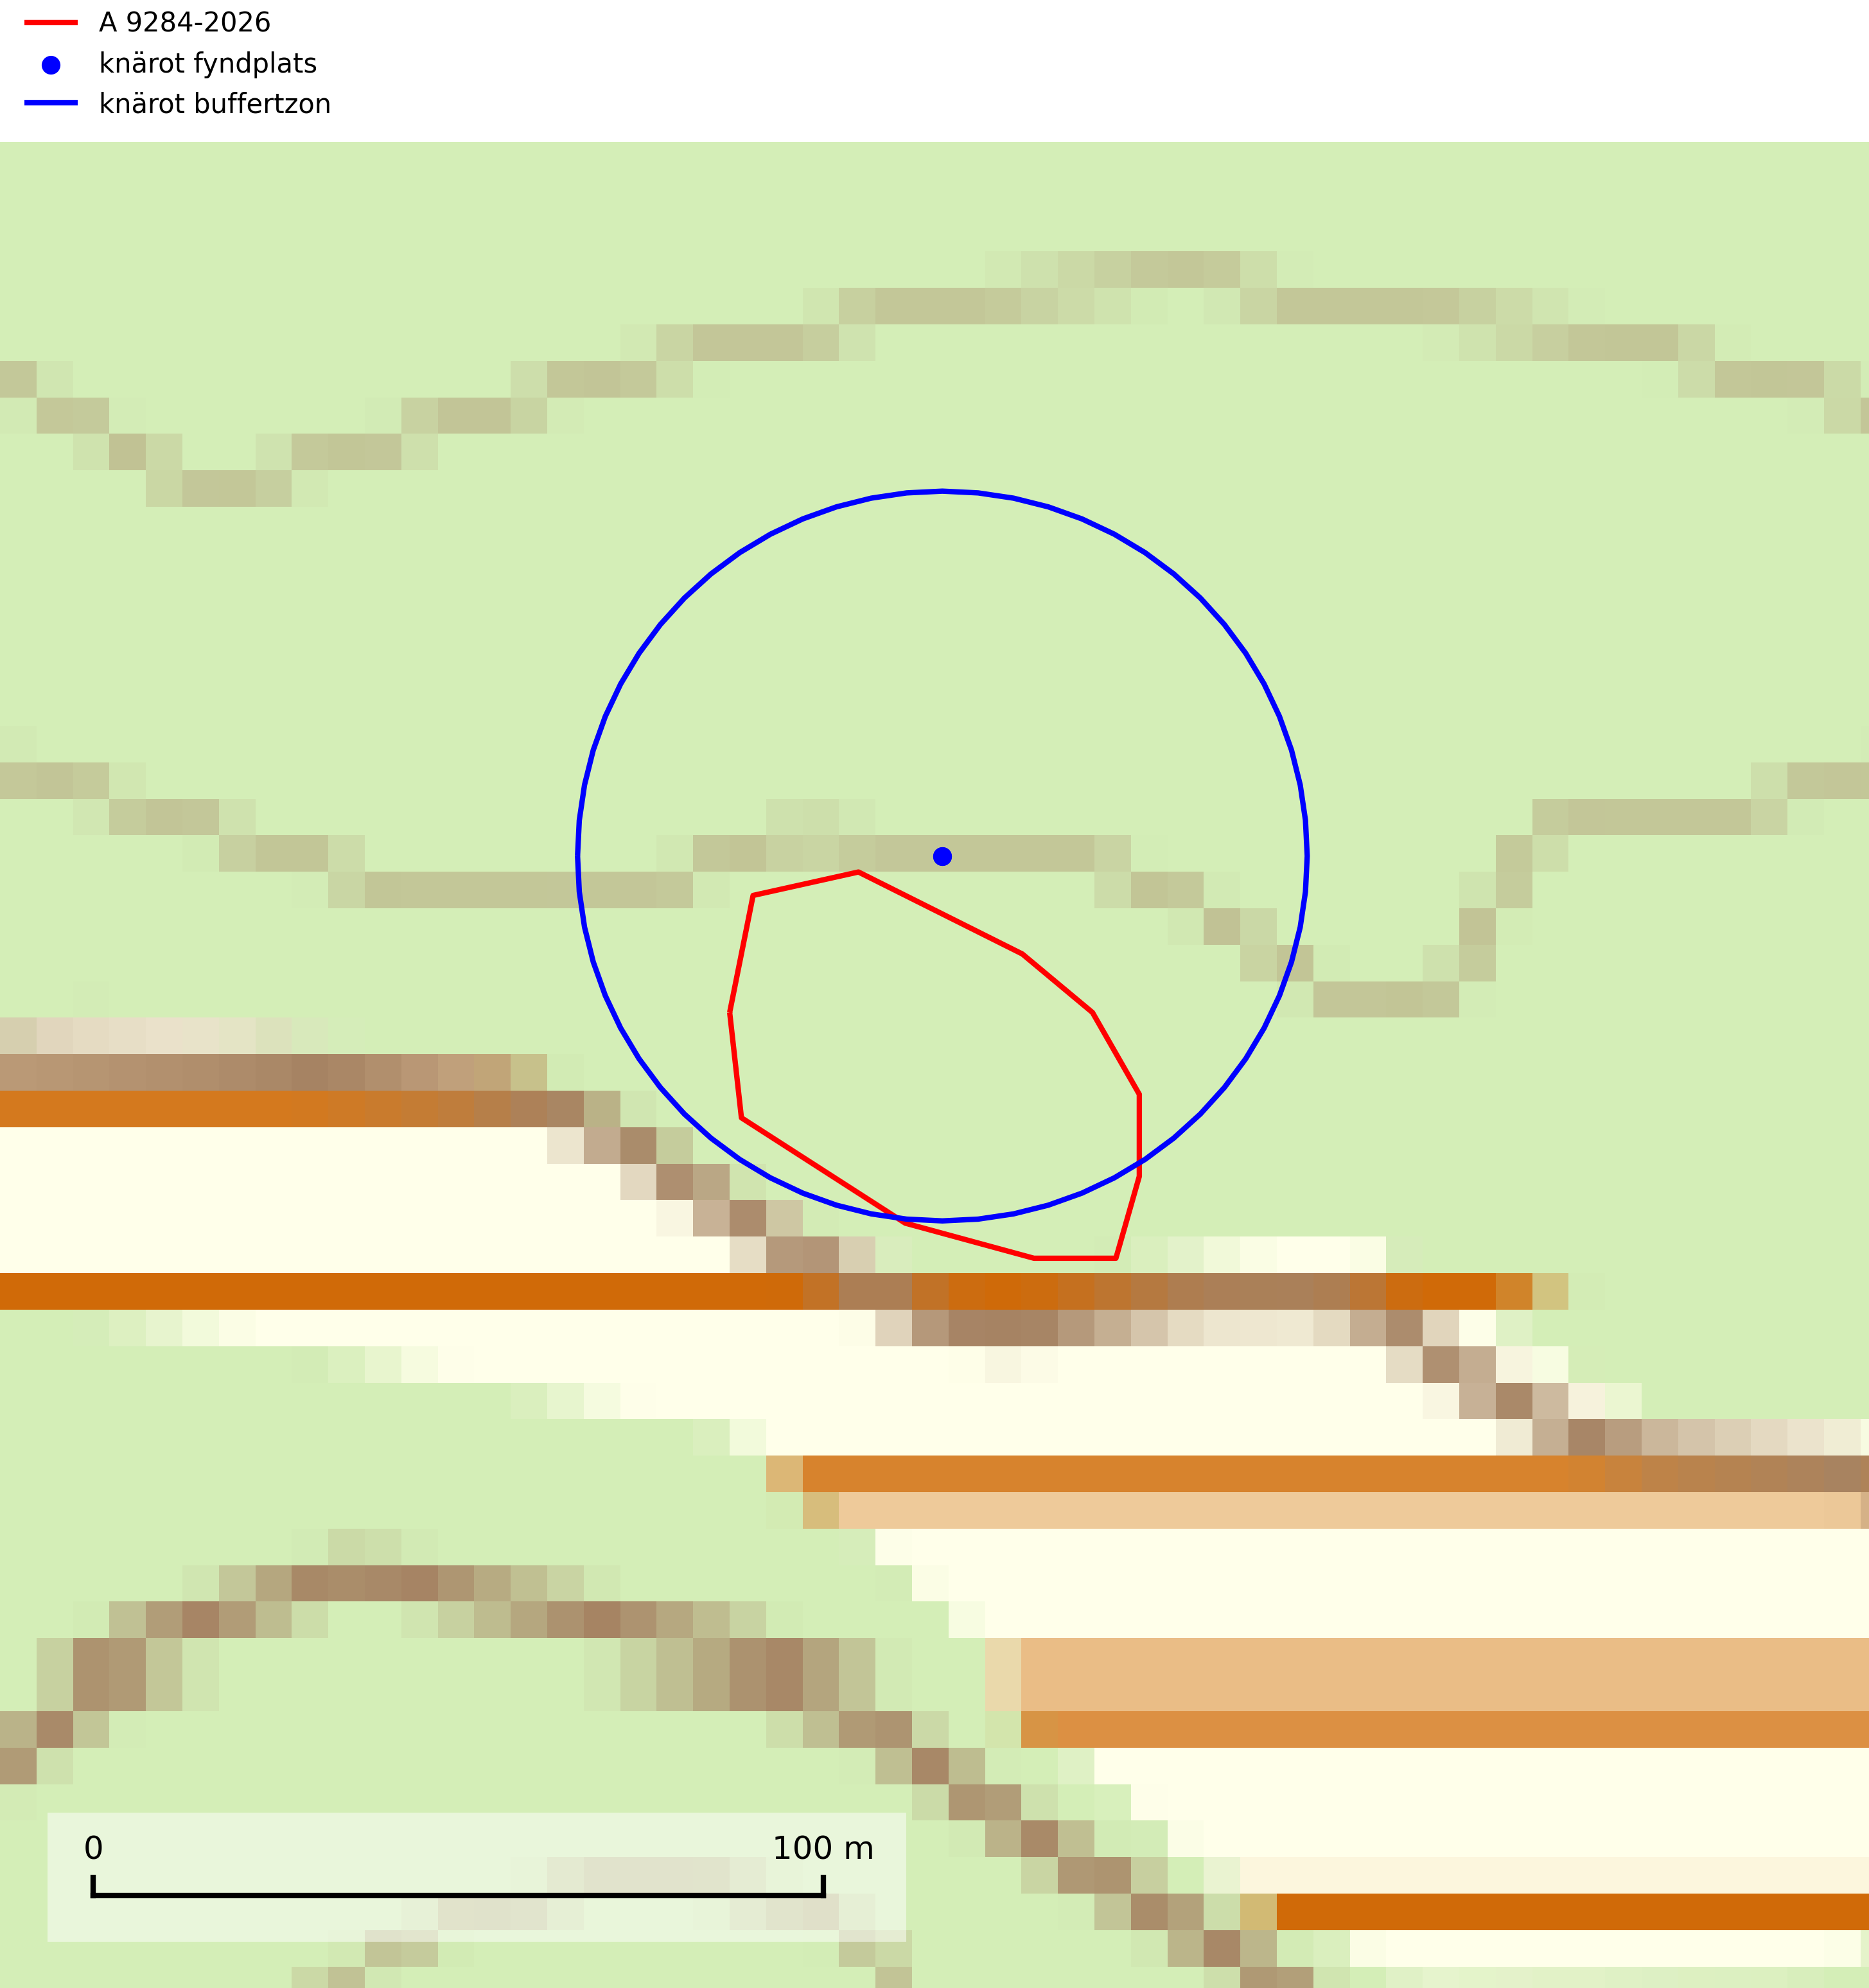 A 9284-2026
knärot fyndplats
knärot buffertzon
0 100 m